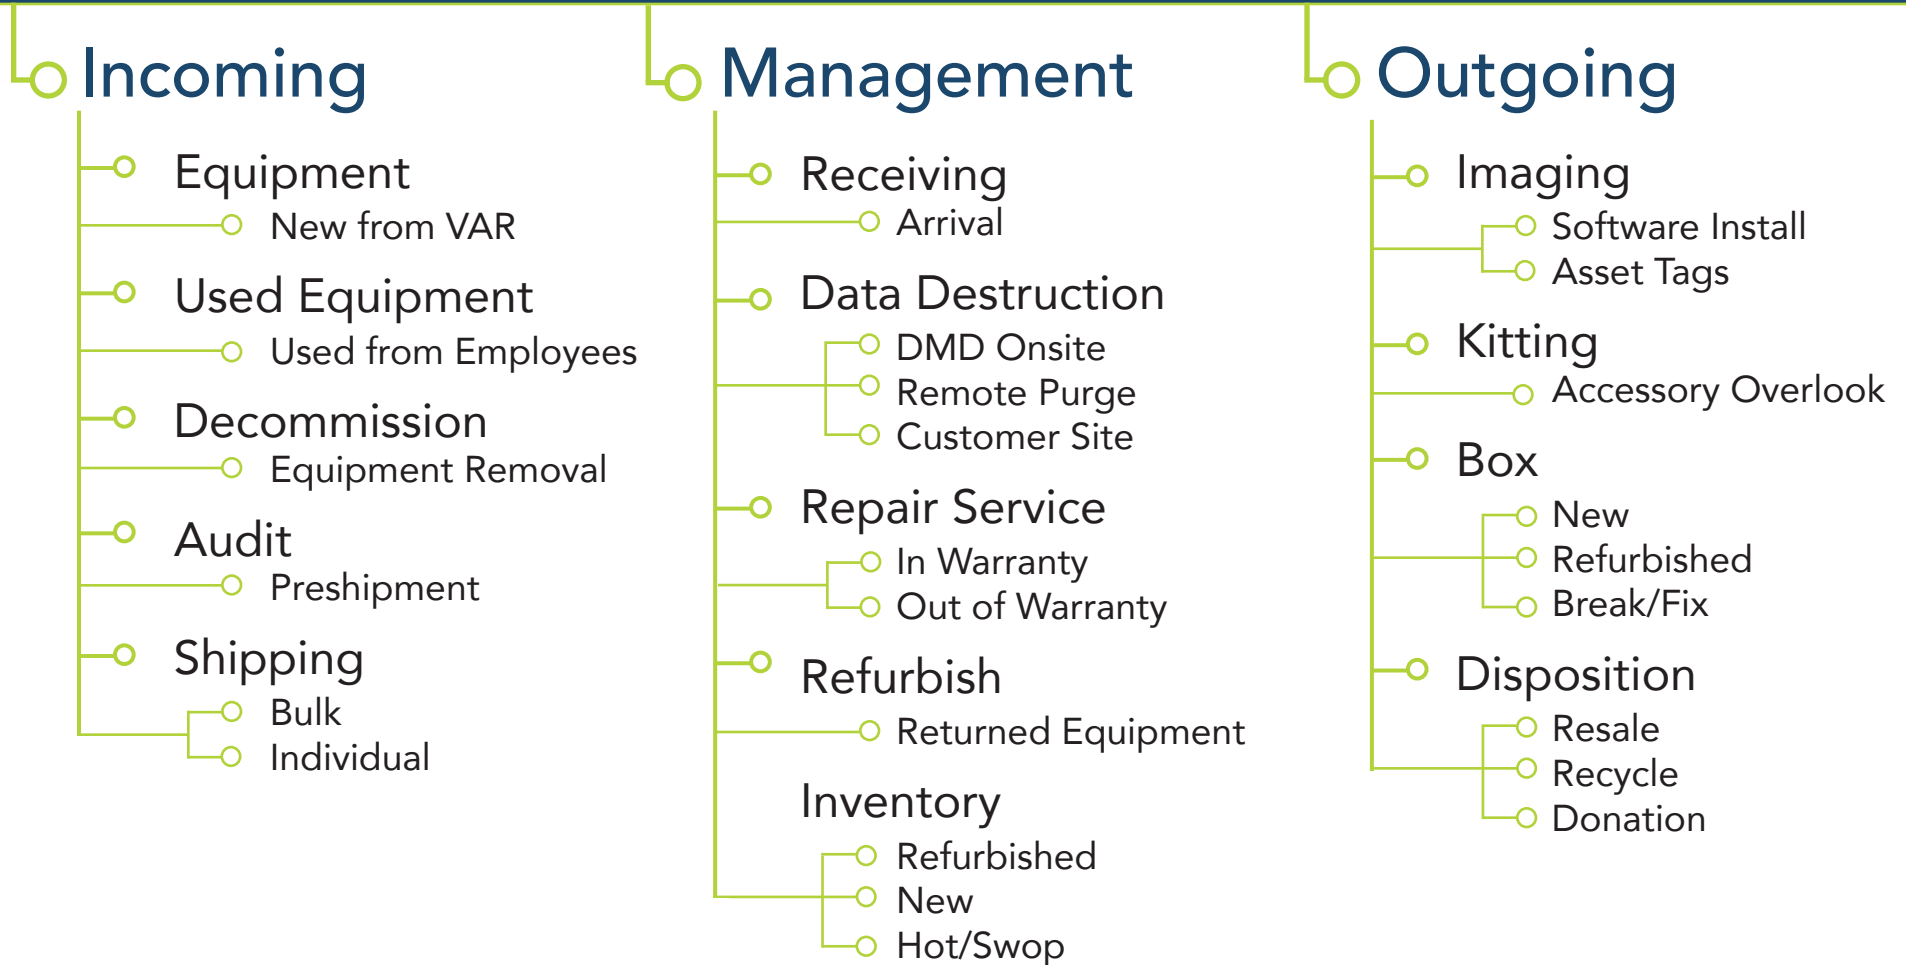 Incoming
Equipment
New from VAR
Used Equipment
Used from Employees
Decommission
Equipment Removal
Audit
Preshipment
Shipping
Bulk
Individual
Management
Receiving
Arrival
Data Destruction
DMD Onsite
Remote Purge
Customer Site
Repair Service
In Warranty
Out of Warranty
Refurbish
Returned Equipment
Inventory
Refurbished
New
Hot/Swop
Outgoing
Imaging
Software Install
Asset Tags
Kitting
Accessory Overlook
Box
New
Refurbished
Break/Fix
Disposition
Resale
Recycle
Donation